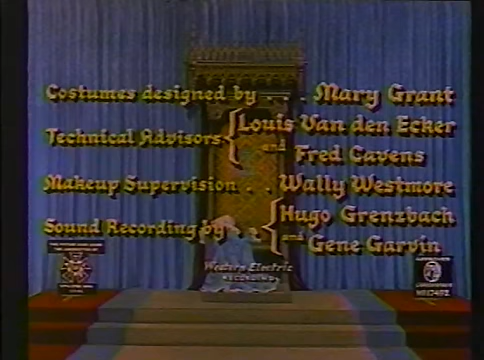 Costumes designed by . . . Mary Grant
Technical Advisors { Louis Van den Ecker
and Fred Cavens
Makeup Supervision . . Wally Westmore
Sound Recording by { Hugo Grenzbach
and Gene Garvin
Western Electric
RECORDING